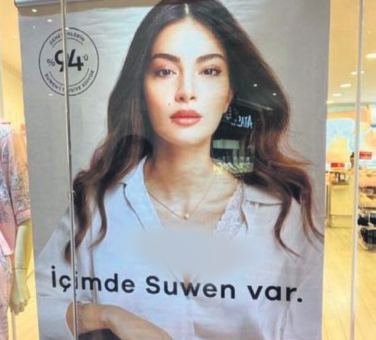 %94
İçimde Suwen var.